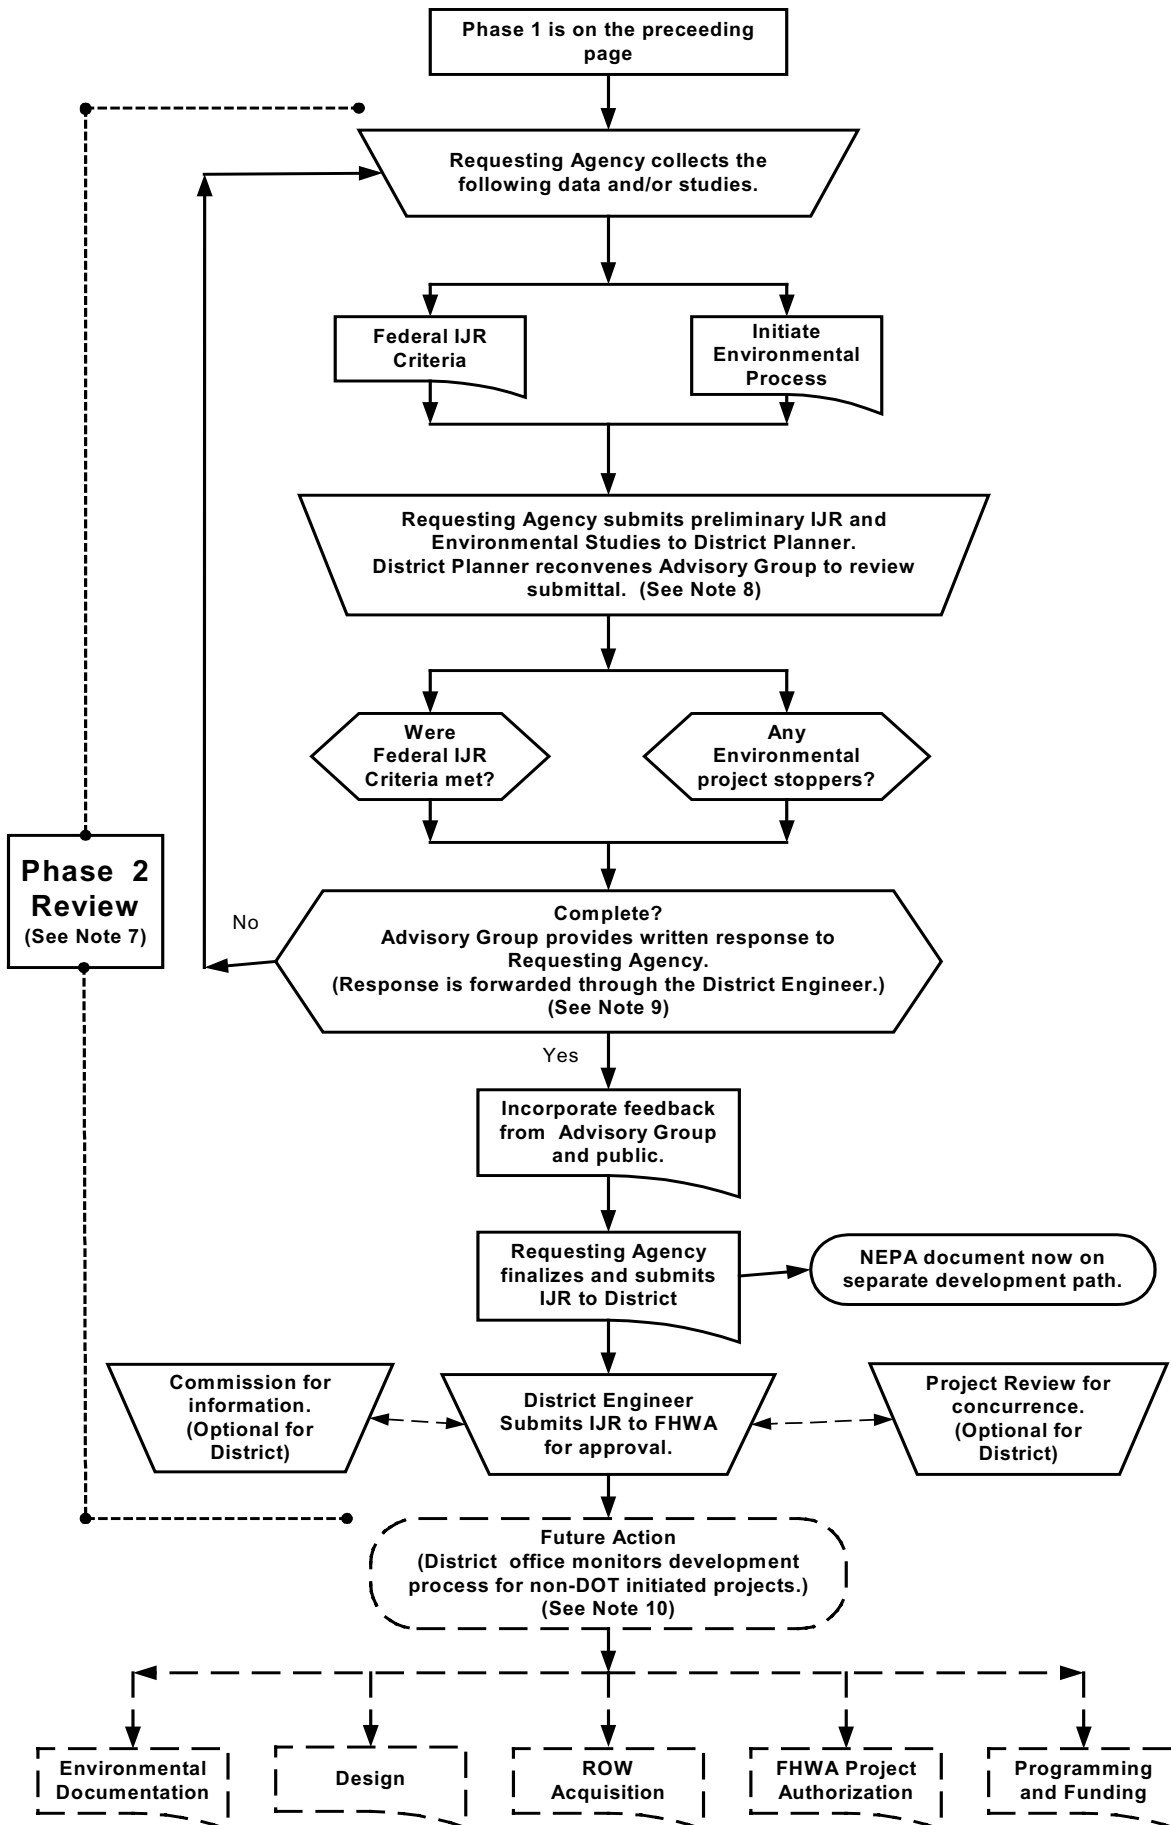 Phase 1 is on the preceeding
page
Requesting Agency collects the
following data and/or studies.
Federal IJR
Criteria
Initiate
Environmental
Process
Requesting Agency submits preliminary IJR and
Environmental Studies to District Planner.
District Planner reconvenes Advisory Group to review
submittal. (See Note 8)
Were
Federal IJR
Criteria met?
Any
Environmental
project stoppers?
Phase 2
Review
(See Note 7)
No
Complete?
Advisory Group provides written response to
Requesting Agency.
(Response is forwarded through the District Engineer.)
(See Note 9)
Yes
Incorporate feedback
from Advisory Group
and public.
Requesting Agency
finalizes and submits
IJR to District
NEPA document now on
separate development path.
Commission for
information.
(Optional for
District)
District Engineer
Submits IJR to FHWA
for approval.
Project Review for
concurrence.
(Optional for
District)
Future Action
(District office monitors development
process for non-DOT initiated projects.)
(See Note 10)
Environmental
Documentation
Design
ROW
Acquisition
FHWA Project
Authorization
Programming
and Funding